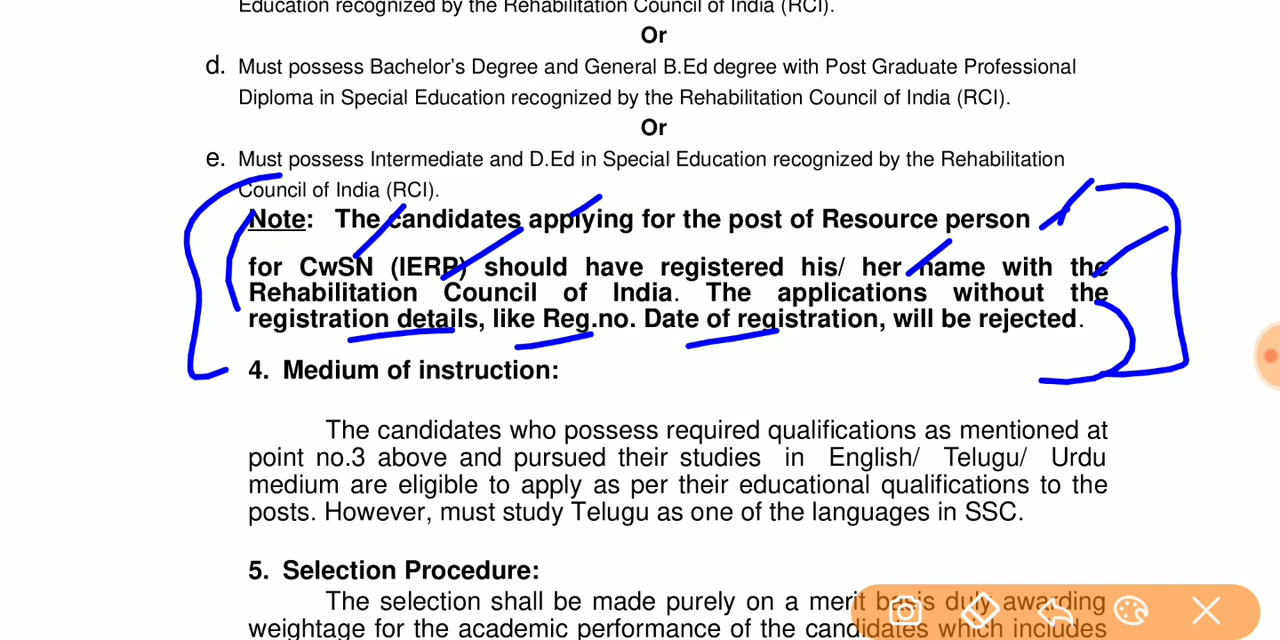 Education recognized by the Rehabilitation Council of India (RCI).
Or
d. Must possess Bachelor's Degree and General B.Ed degree with Post Graduate Professional
Diploma in Special Education recognized by the Rehabilitation Council of India (RCI).
Or
e. Must possess Intermediate and D.Ed in Special Education recognized by the Rehabilitation
Council of India (RCI).
Note: The candidates applying for the post of Resource person
for CwSN (IERP) should have registered his/ her name with the
Rehabilitation Council of India. The applications without the
registration details, like Reg.no. Date of registration, will be rejected.
4. Medium of instruction:
The candidates who possess required qualifications as mentioned at
point no.3 above and pursued their studies in English/ Telugu/ Urdu
medium are eligible to apply as per their educational qualifications to the
posts. However, must study Telugu as one of the languages in SSC.
5. Selection Procedure:
The selection shall be made purely on a merit basis duly awarding
weightage for the academic performance of the candidates which includes